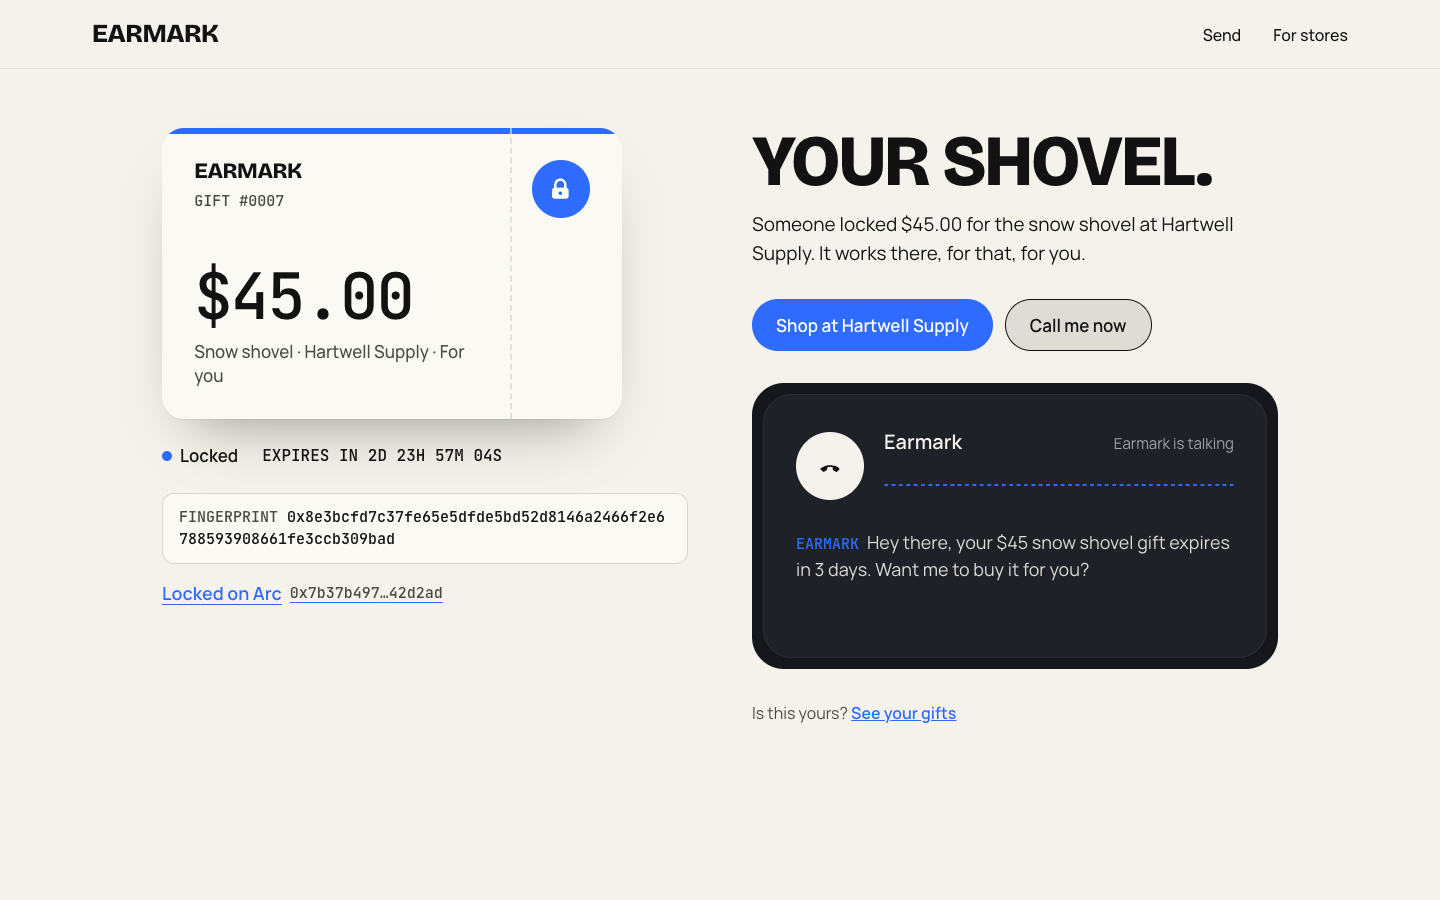 EARMARK
Send
For stores
EARMARK
GIFT #0007
$45.00
Snow shovel · Hartwell Supply · For
you
Locked
EXPIRES IN 2D 23H 57M 04S
FINGERPRINT 0x8e3bcfd7c37fe65e5dfde5bd52d8146a2466f2e6
788593908661fe3ccb309bad
Locked on Arc 0x7b37b497…42d2ad
YOUR SHOVEL.
Someone locked $45.00 for the snow shovel at Hartwell
Supply. It works there, for that, for you.
Shop at Hartwell Supply
Call me now
Earmark
Earmark is talking
EARMARK Hey there, your $45 snow shovel gift expires
in 3 days. Want me to buy it for you?
Is this yours? See your gifts